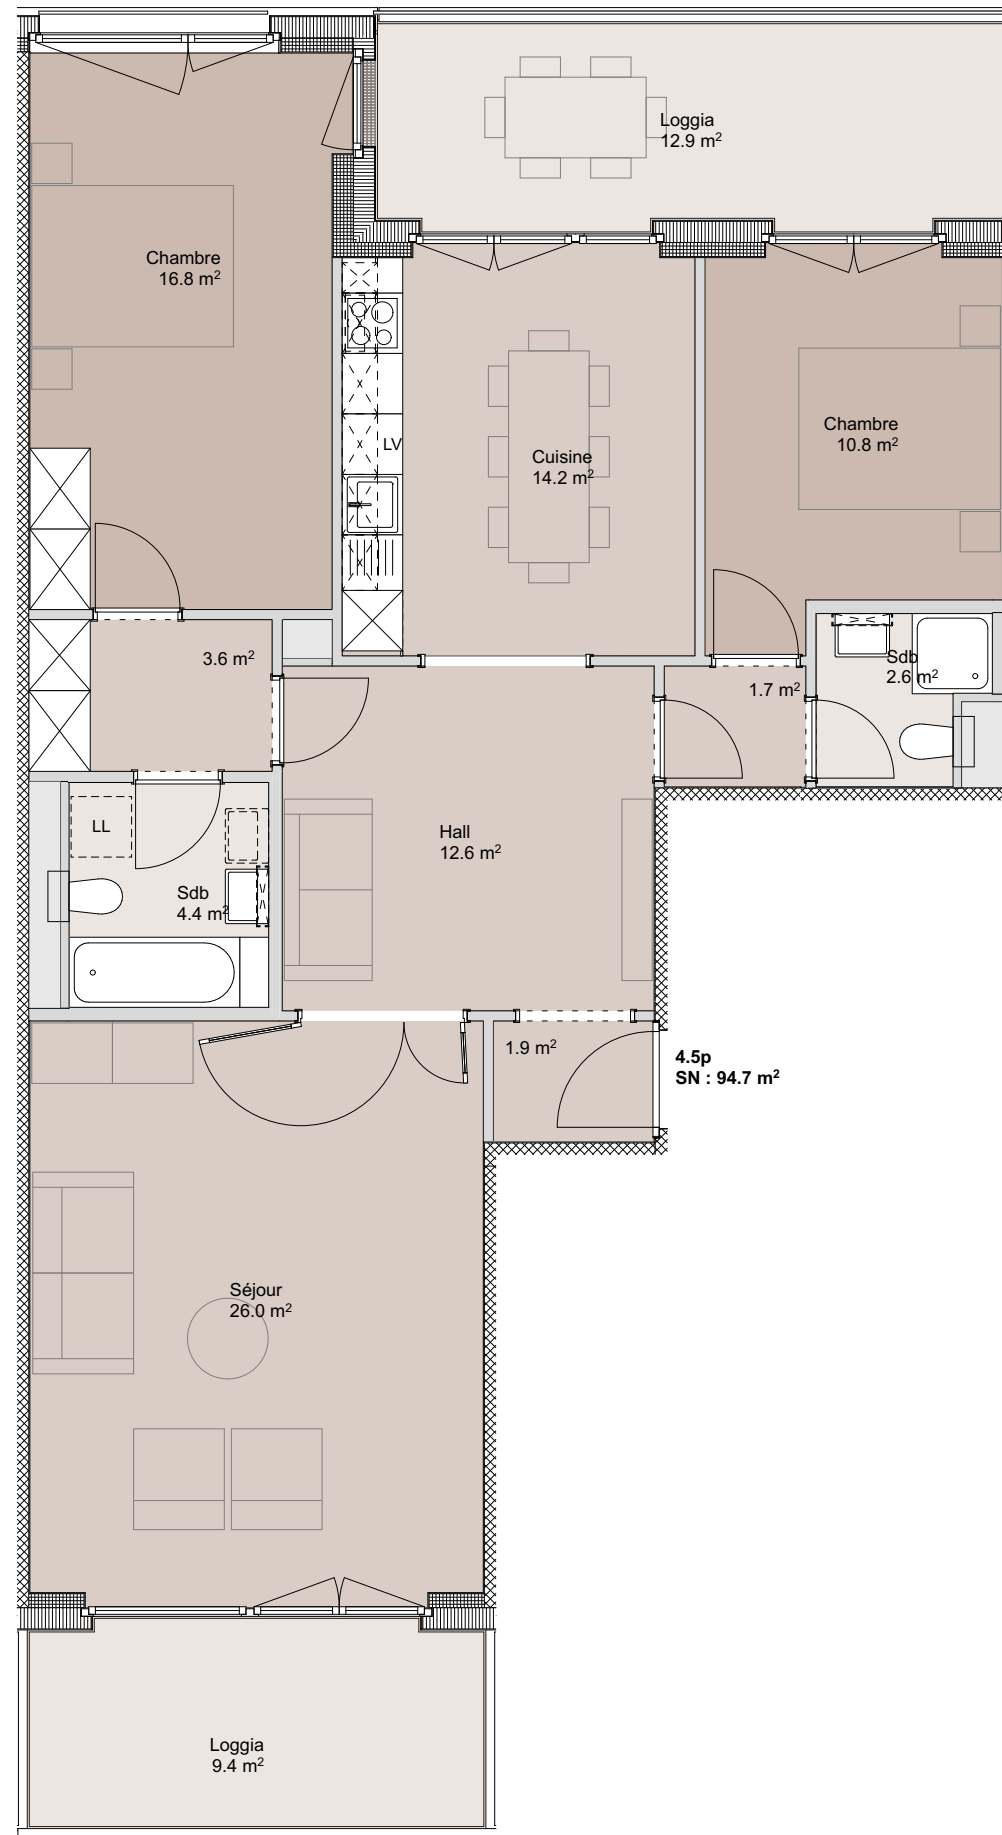 Loggia
12.9 m²
Chambre
16.8 m²
Chambre
10.8 m²
LV
Cuisine
14.2 m²
3.6 m²
Sdb
2.6 m²
1.7 m²
LL
Hall
12.6 m²
Sdb
4.4 m²
1.9 m²
4.5p
SN : 94.7 m²
Séjour
26.0 m²
Loggia
9.4 m²